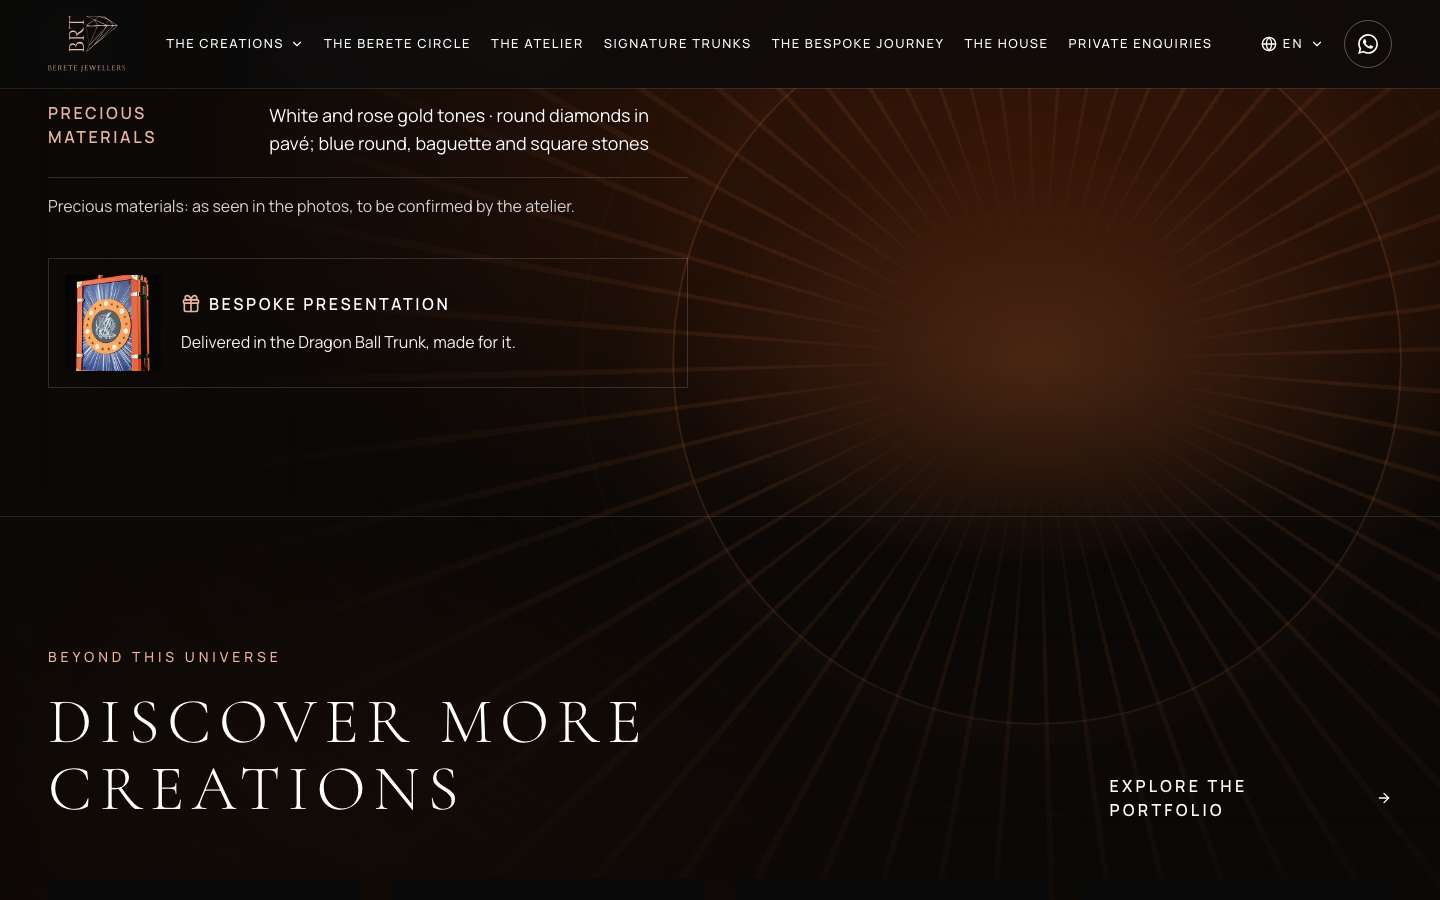 BRT
BERETE JEWELLERS
THE CREATIONS
THE BERETE CIRCLE
THE ATELIER
SIGNATURE TRUNKS
THE BESPOKE JOURNEY
THE HOUSE
PRIVATE ENQUIRIES
EN
PRECIOUS
MATERIALS
White and rose gold tones · round diamonds in
pavé; blue round, baguette and square stones
Precious materials: as seen in the photos, to be confirmed by the atelier.
BESPOKE PRESENTATION
Delivered in the Dragon Ball Trunk, made for it.
BEYOND THIS UNIVERSE
DISCOVER MORE
CREATIONS
EXPLORE THE
PORTFOLIO